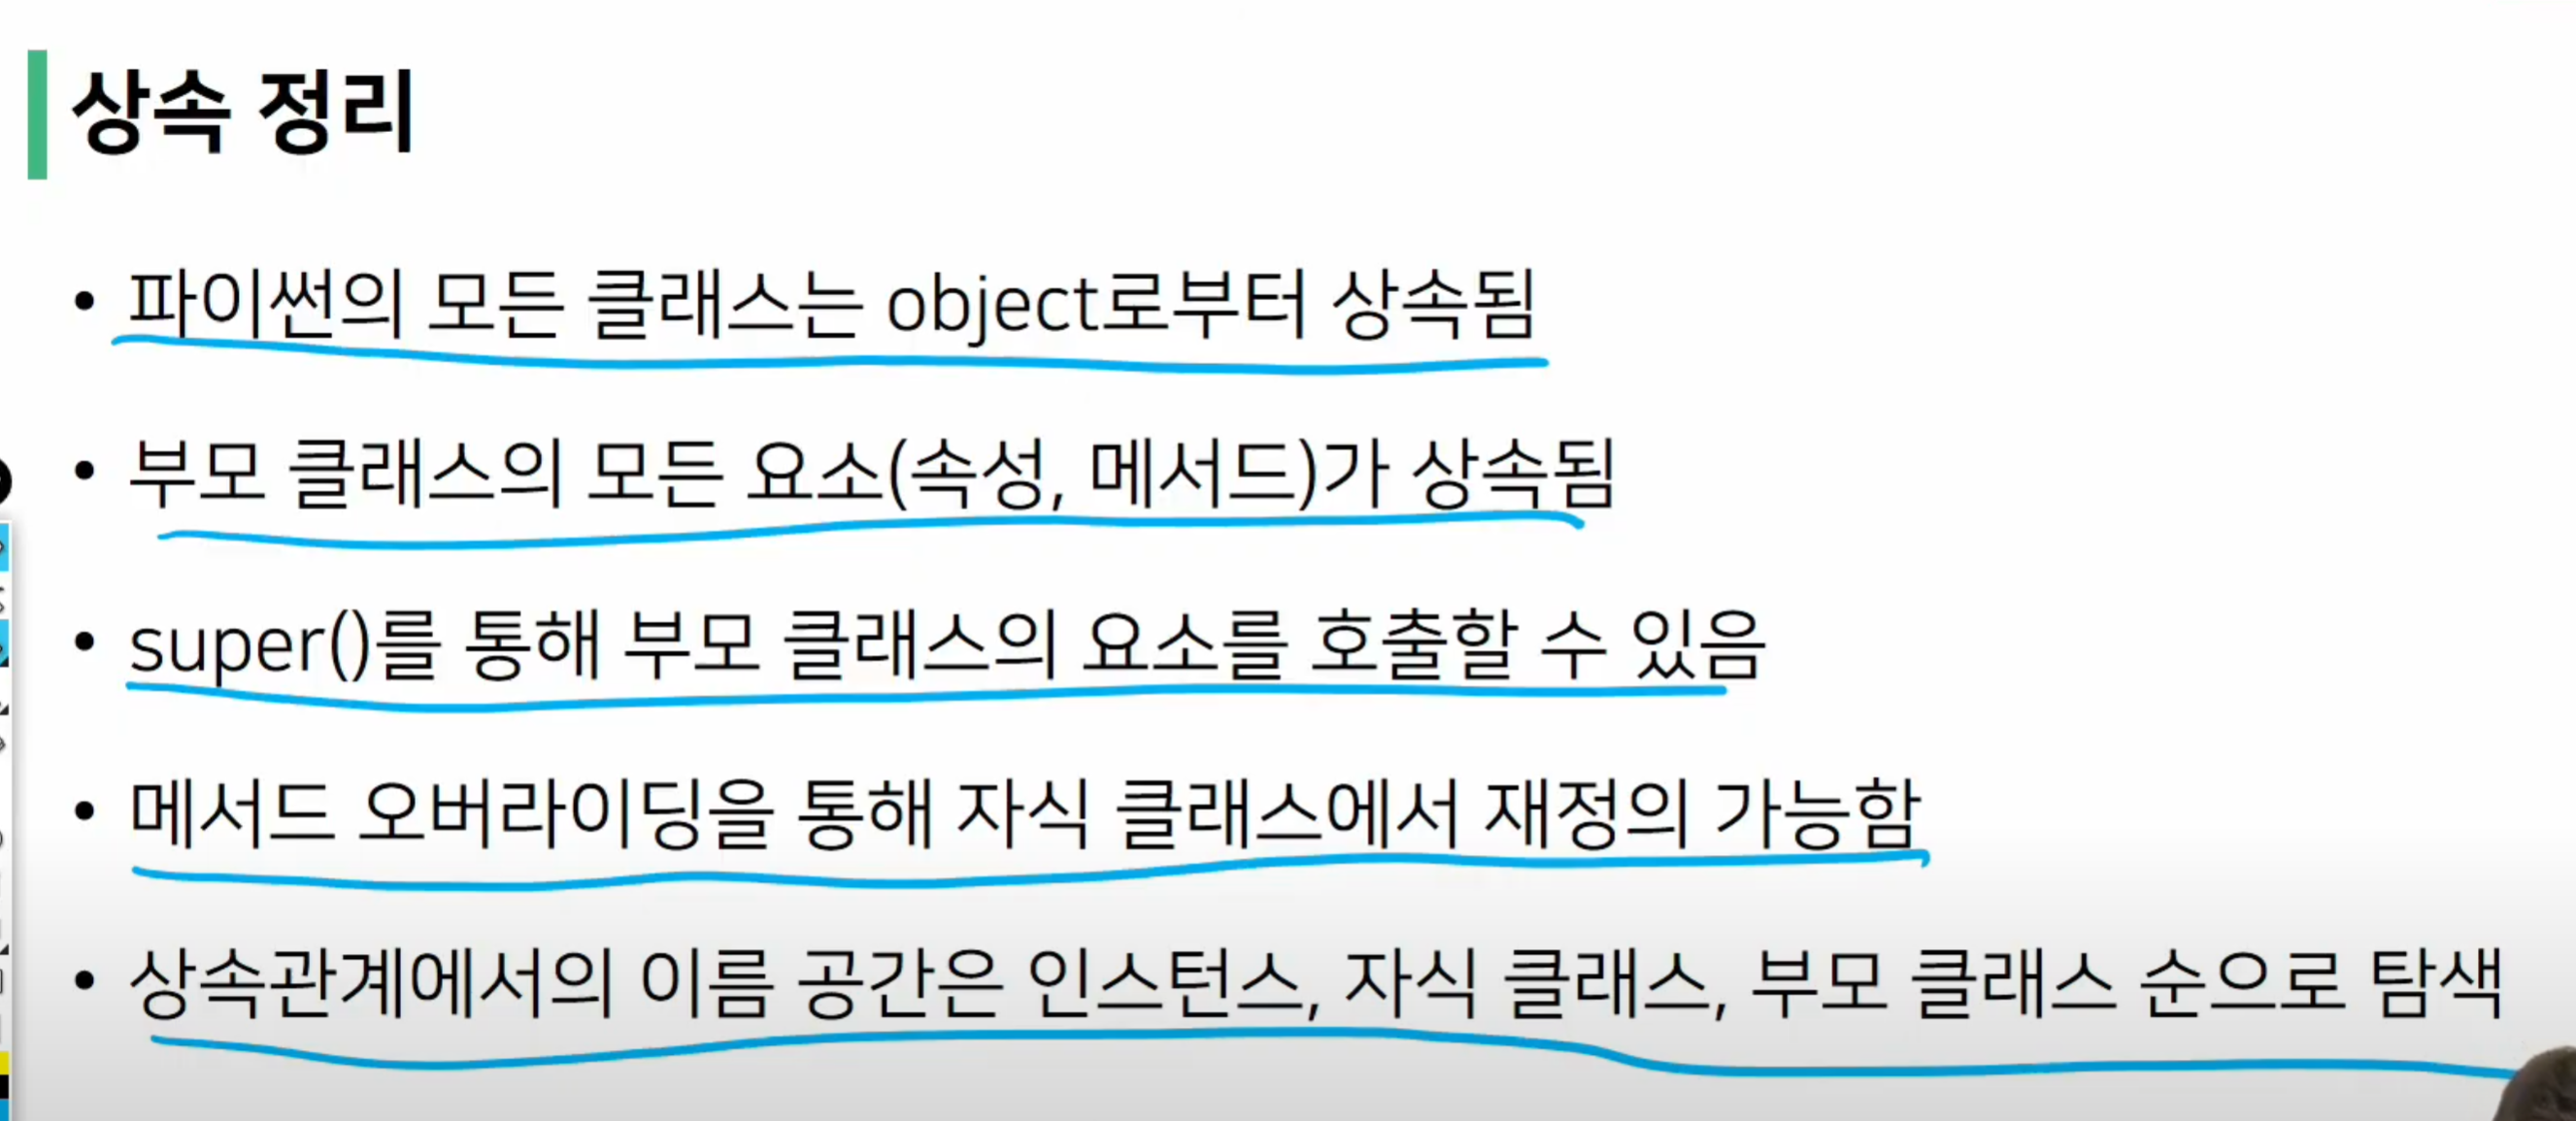 상속 정리
• 파이썬의 모든 클래스는 object로부터 상속됨
• 부모 클래스의 모든 요소(속성, 메서드)가 상속됨
• super()를 통해 부모 클래스의 요소를 호출할 수 있음
• 메서드 오버라이딩을 통해 자식 클래스에서 재정의 가능함
• 상속관계에서의 이름 공간은 인스턴스, 자식 클래스, 부모 클래스 순으로 탐색